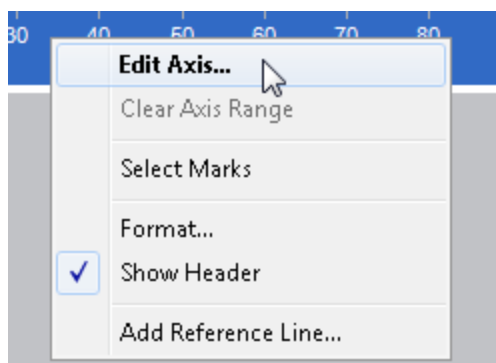 30 40 50 60 70 80
Edit Axis...
Clear Axis Range
Select Marks
Format...
Show Header
Add Reference Line...